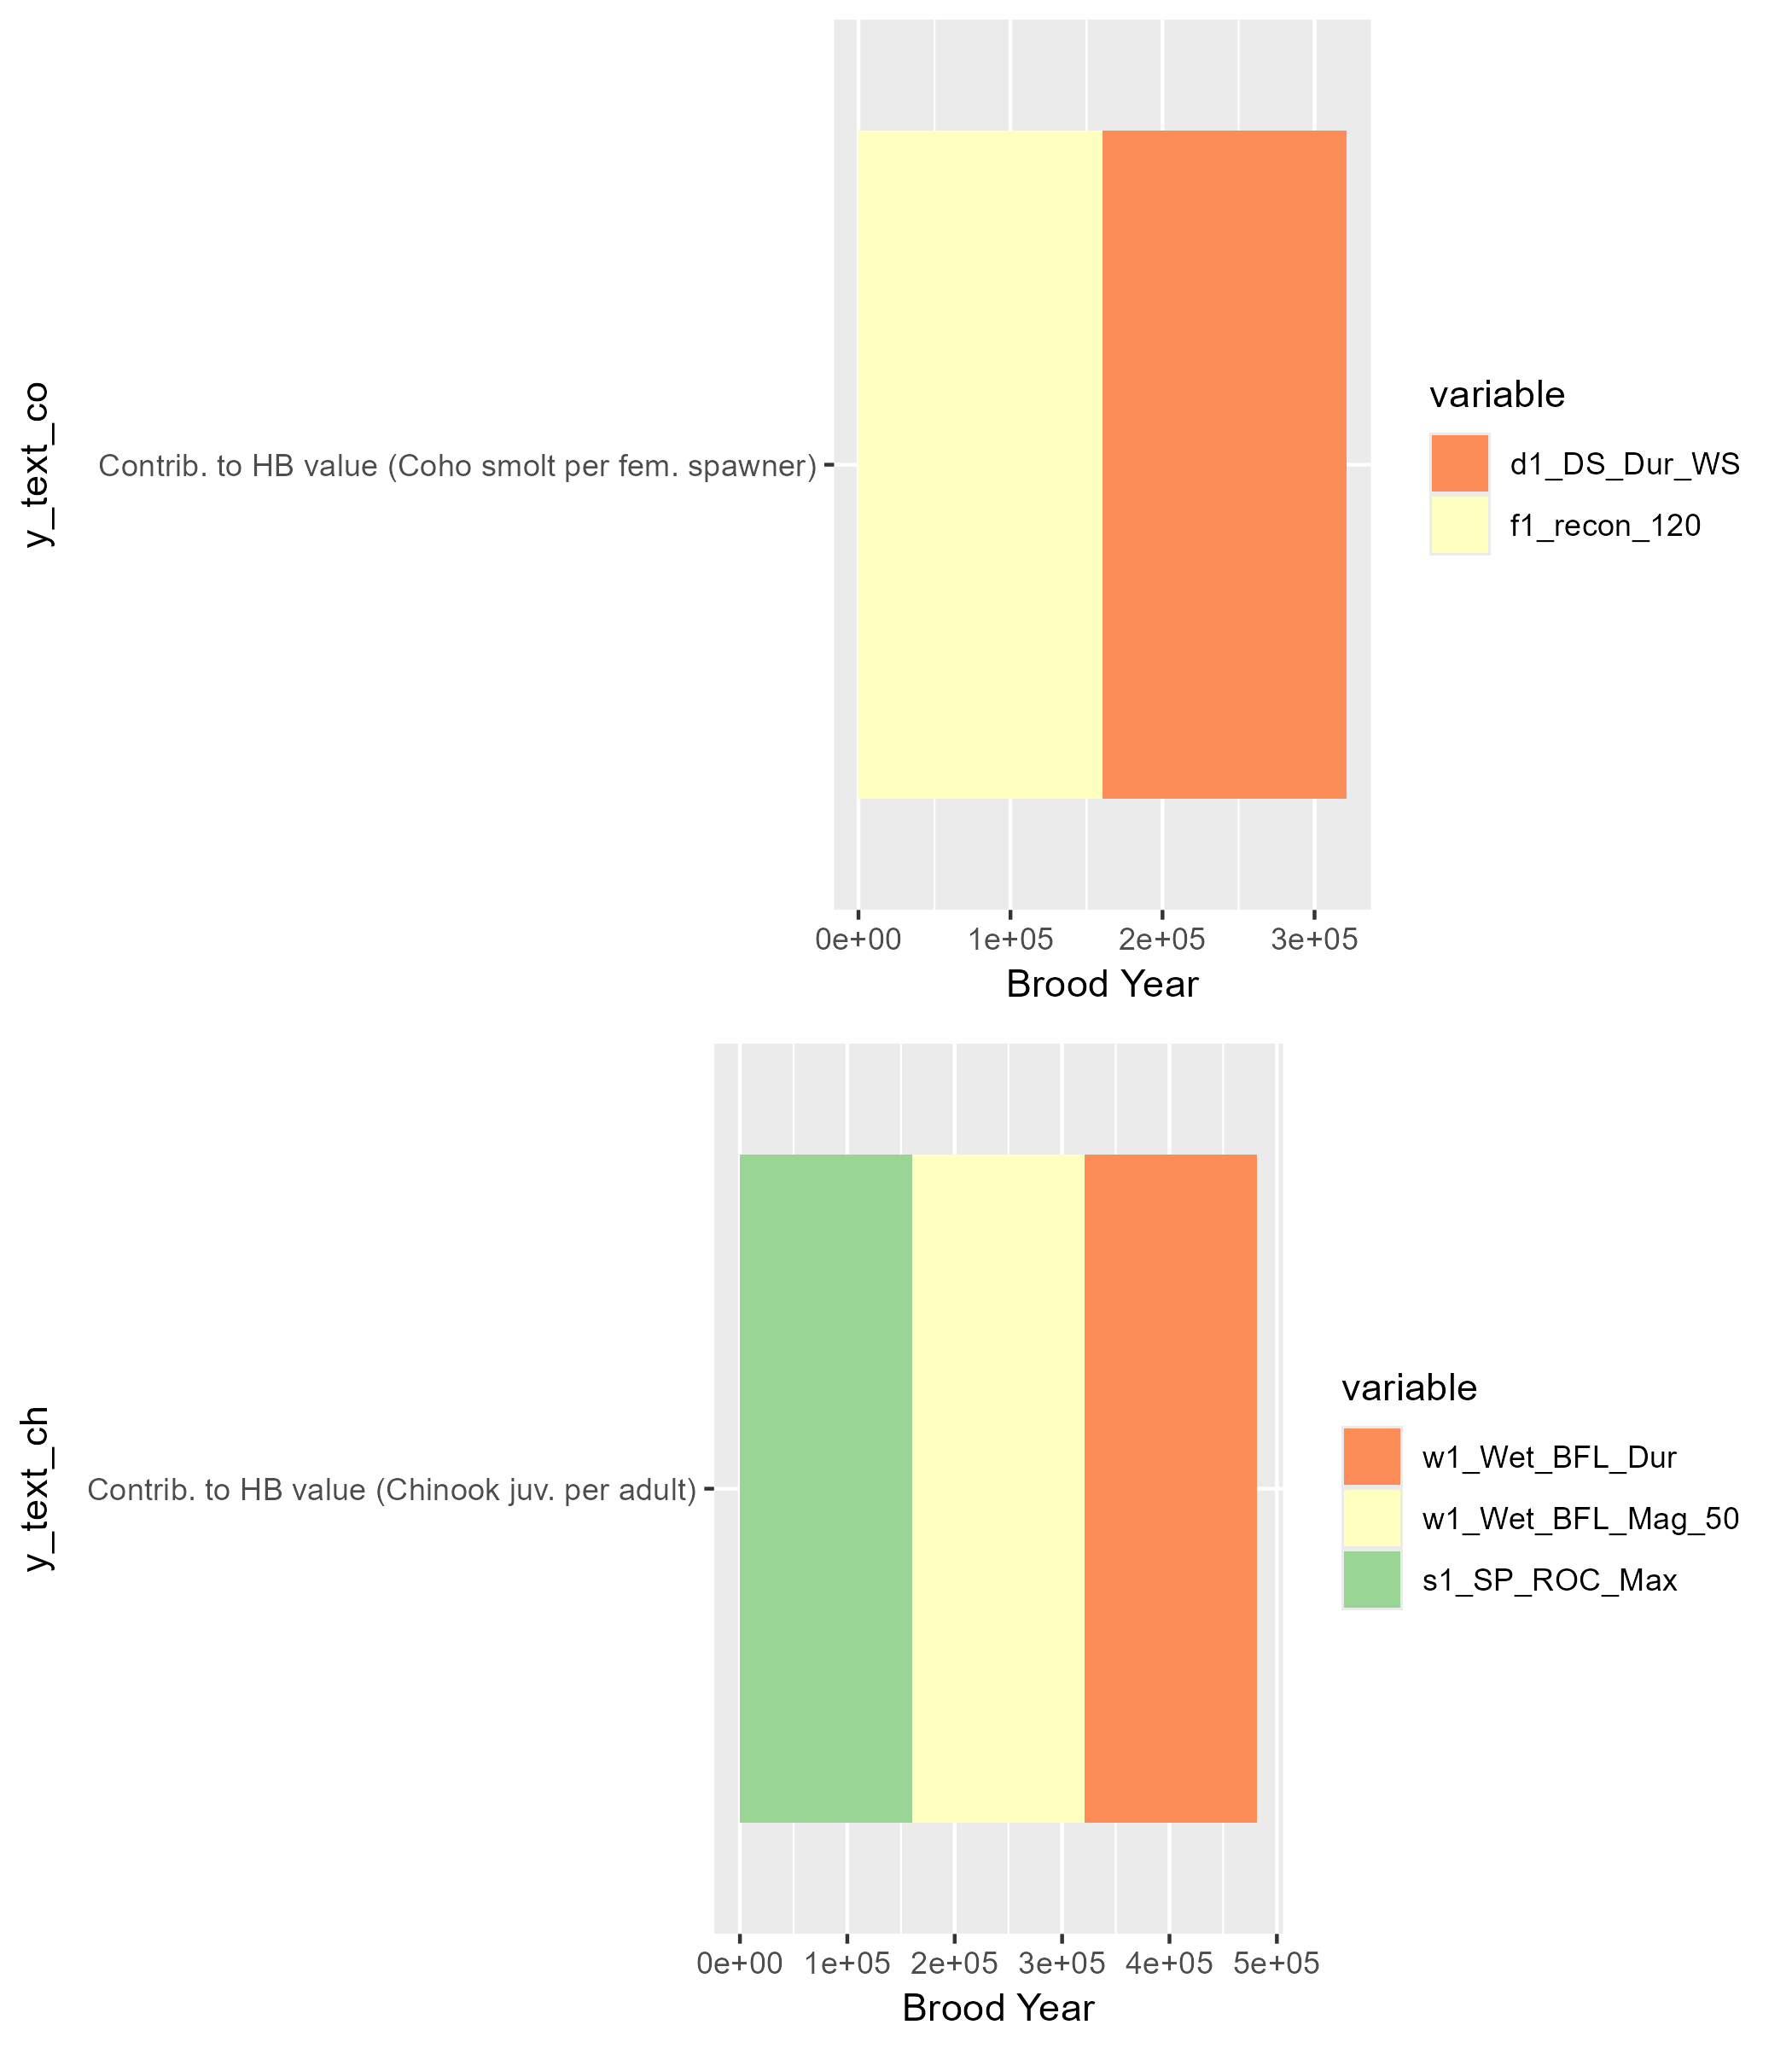 y_text_co
Contrib. to HB value (Coho smolt per fem. spawner)
0e+00 1e+05 2e+05 3e+05
Brood Year
variable
d1_DS_Dur_WS
f1_recon_120
y_text_ch
Contrib. to HB value (Chinook juv. per adult)
0e+00 1e+05 2e+05 3e+05 4e+05 5e+05
Brood Year
variable
w1_Wet_BFL_Dur
w1_Wet_BFL_Mag_50
s1_SP_ROC_Max